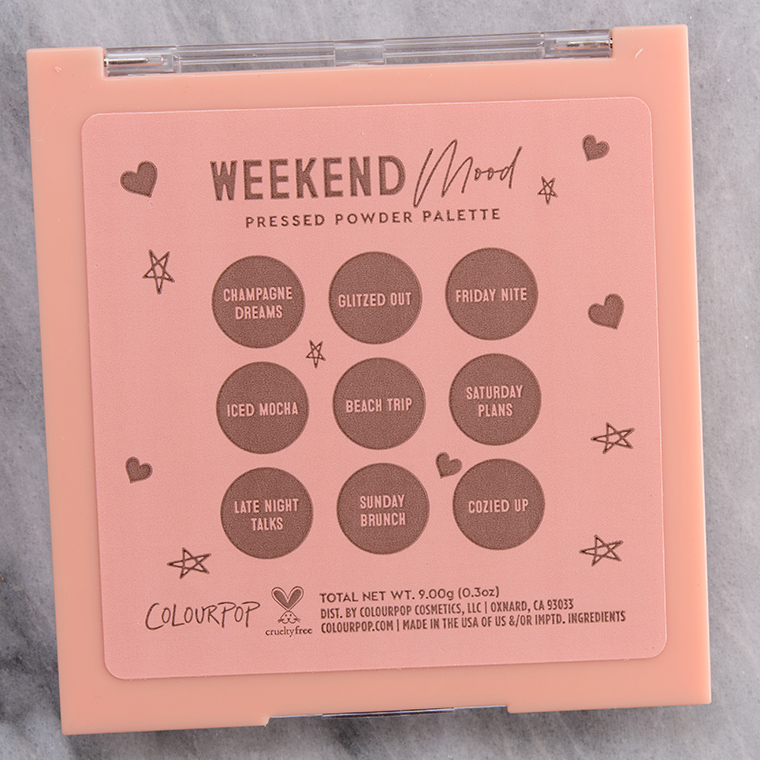 WEEKEND Mood
PRESSED POWDER PALETTE
CHAMPAGNE
DREAMS
GLITZED OUT
FRIDAY NITE
ICED MOCHA
BEACH TRIP
SATURDAY
PLANS
LATE NIGHT
TALKS
SUNDAY
BRUNCH
COZIED UP
COLOURPOP
crueltyfree
TOTAL NET WT. 9.00g (0.3oz)
DIST. BY COLOURPOP COSMETICS, LLC | OXNARD, CA 93033
COLOURPOP.COM | MADE IN THE USA OF US &/OR IMPTD. INGREDIENTS